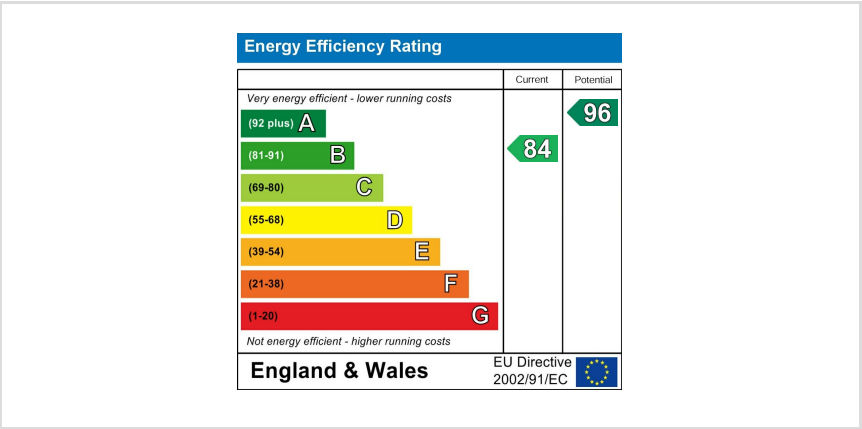 Energy Efficiency Rating
Current Potential
Very energy efficient - lower running costs
(92 plus) A
96
(81-91) B
84
(69-80) C
(55-68) D
(39-54) E
(21-38) F
(1-20) G
Not energy efficient - higher running costs
England & Wales
EU Directive
2002/91/EC